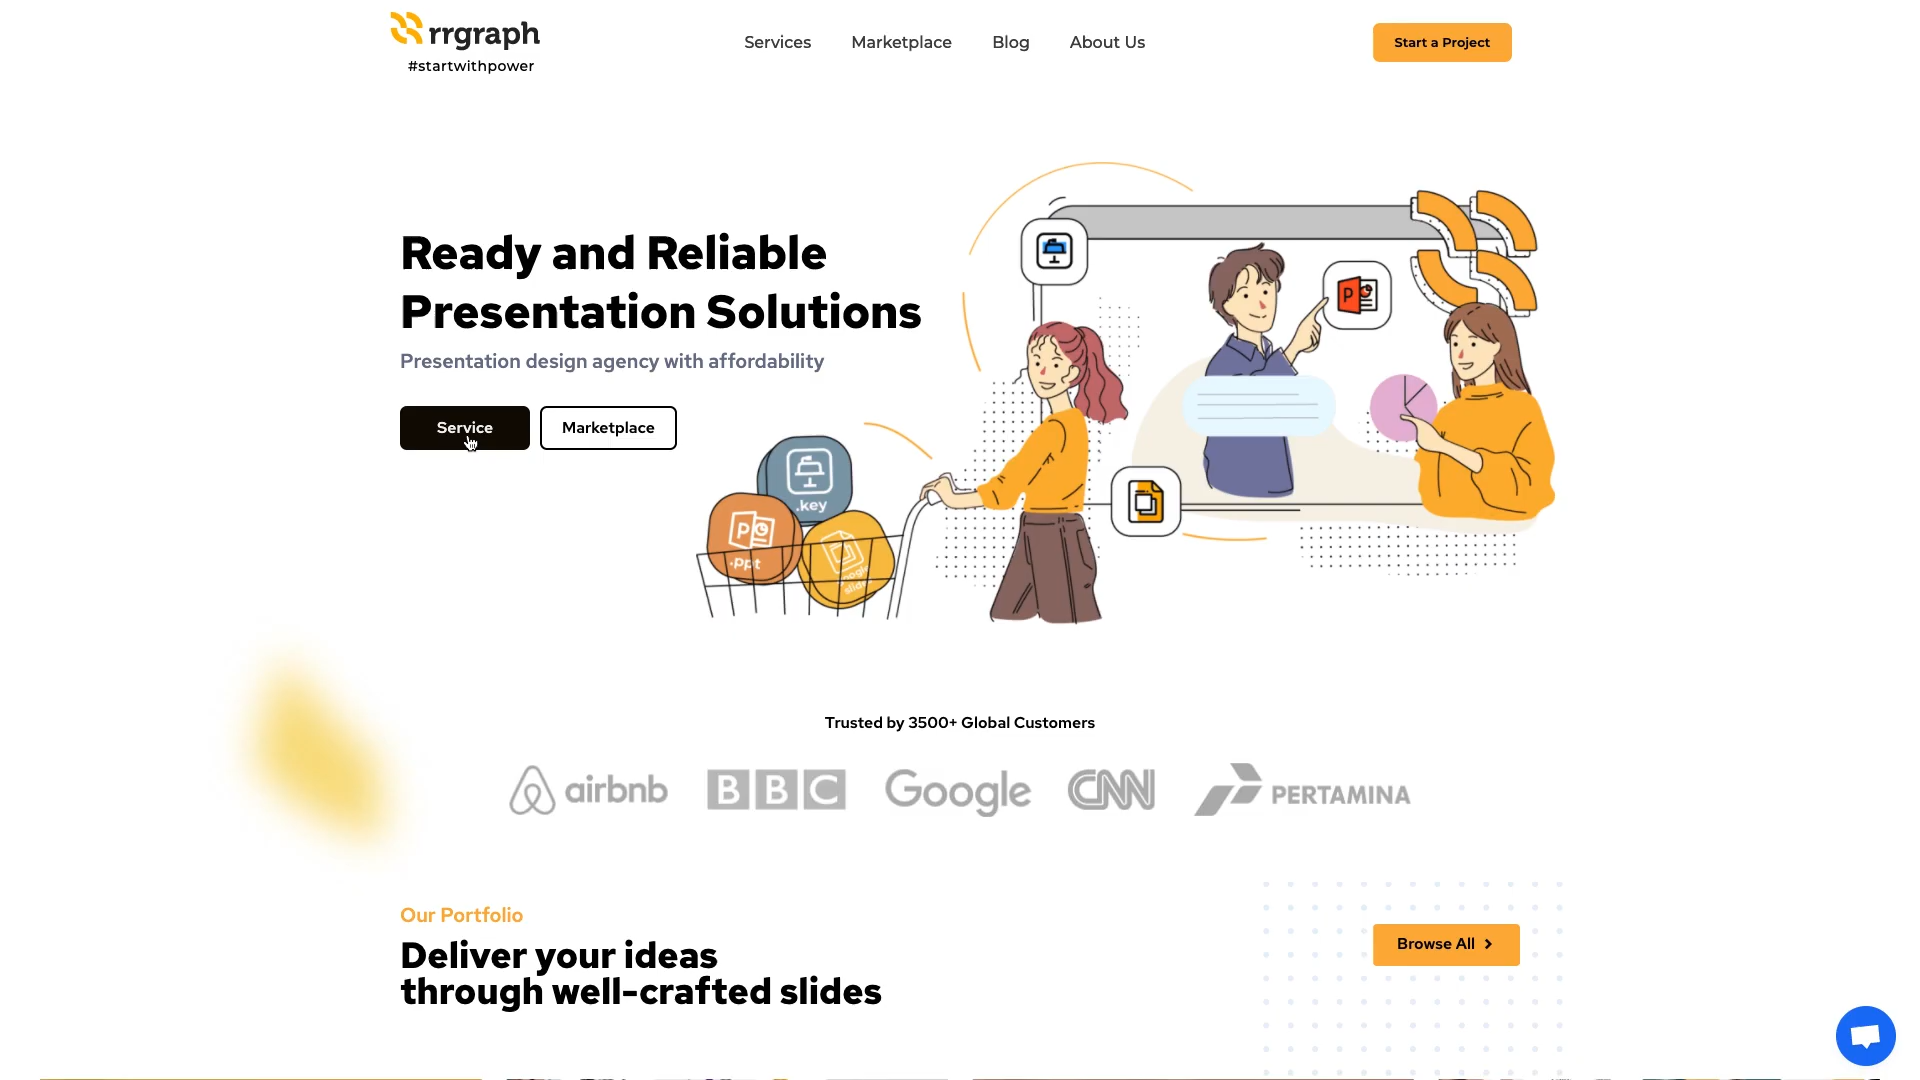 rrgraph
#startwithpower
Services
Marketplace
Blog
About Us
Start a Project
Ready and Reliable
Presentation Solutions
Presentation design agency with affordability
Service
Marketplace
P
.key
P
.ppt
google
slides
Trusted by 3500+ Global Customers
airbnb
BBC
Google
CNN
PERTAMINA
Our Portfolio
Deliver your ideas
through well-crafted slides
Browse All